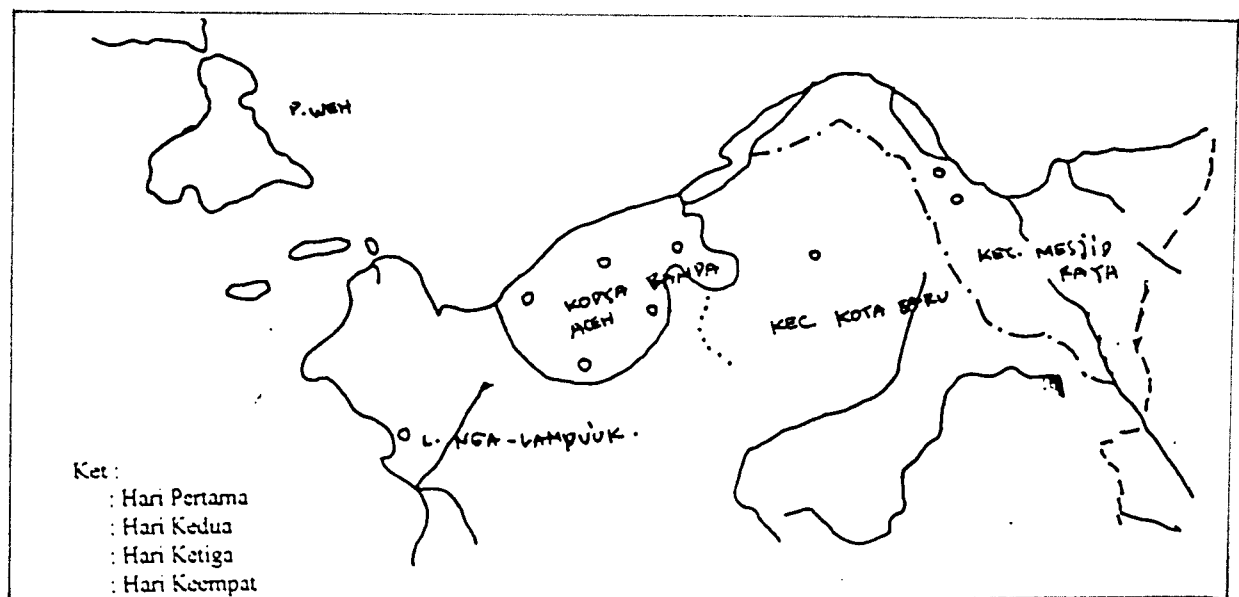 P. WEH
KODYA BANDA
ACEH
KEC KOTA BARU
KEC. MESJID
RAYA
L. NGA-LAMPUUK.
Ket :
: Hari Pertama
: Hari Kedua
: Hari Ketiga
: Hari Keempat